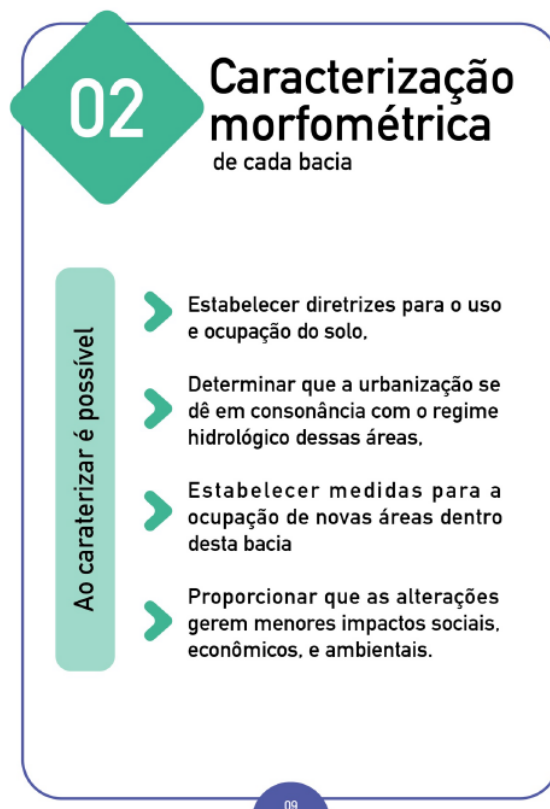 02
Caracterização
morfométrica
de cada bacia
Ao caraterizar é possível
Estabelecer diretrizes para o uso
e ocupação do solo,
Determinar que a urbanização se
dê em consonância com o regime
hidrológico dessas áreas,
Estabelecer medidas para a
ocupação de novas áreas dentro
desta bacia
Proporcionar que as alterações
gerem menores impactos sociais,
econômicos, e ambientais.
09